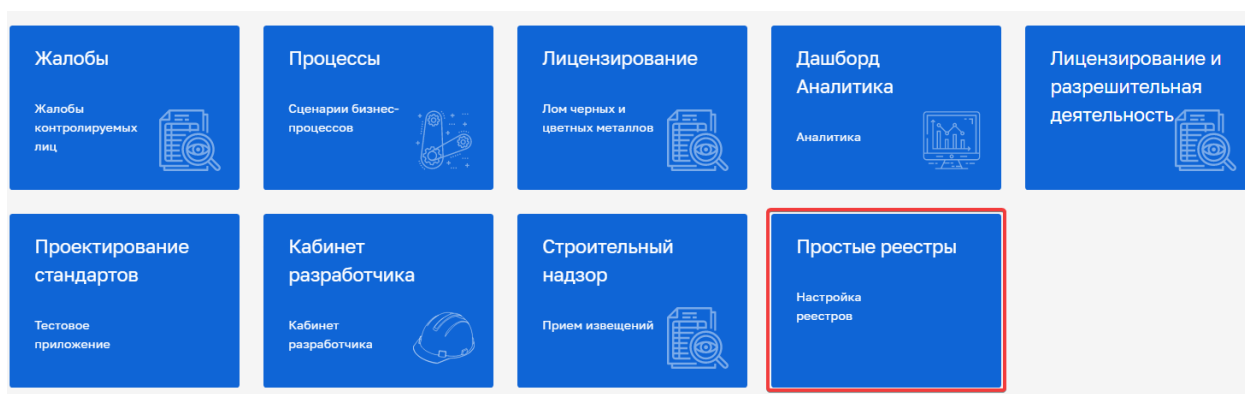 Жалобы
Жалобы
контролируемых
лиц
Процессы
Сценарии бизнес-
процессов
Лицензирование
Лом черных и
цветных металлов
Дашборд
Аналитика
Аналитика
Лицензирование и
разрешительная
деятельность
Проектирование
стандартов
Тестовое
приложение
Кабинет
разработчика
Кабинет
разработчика
Строительный
надзор
Прием извещений
Простые реестры
Настройка
реестров